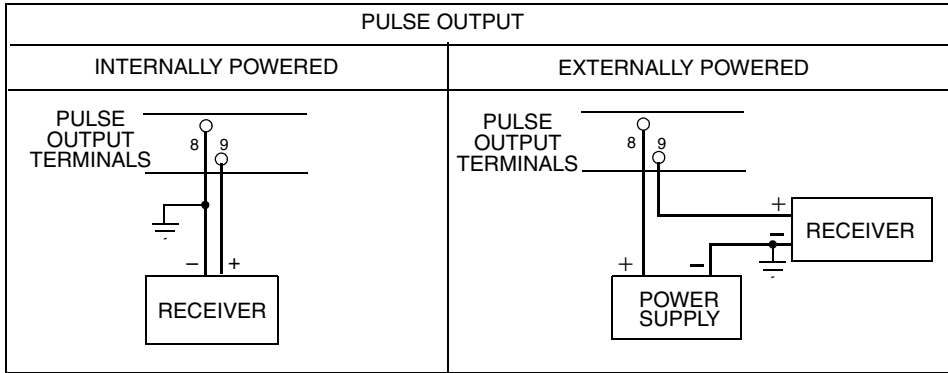 PULSE OUTPUT
INTERNALLY POWERED
EXTERNALLY POWERED
PULSE
OUTPUT
TERMINALS
8 9
− +
RECEIVER
PULSE
OUTPUT
TERMINALS
8 9
+
−
RECEIVER
+ −
POWER
SUPPLY